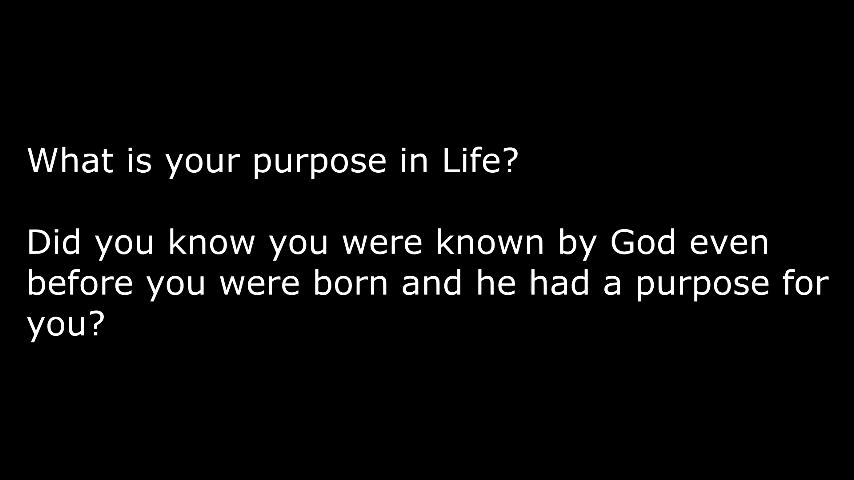 What is your purpose in Life?
Did you know you were known by God even
before you were born and he had a purpose for
you?